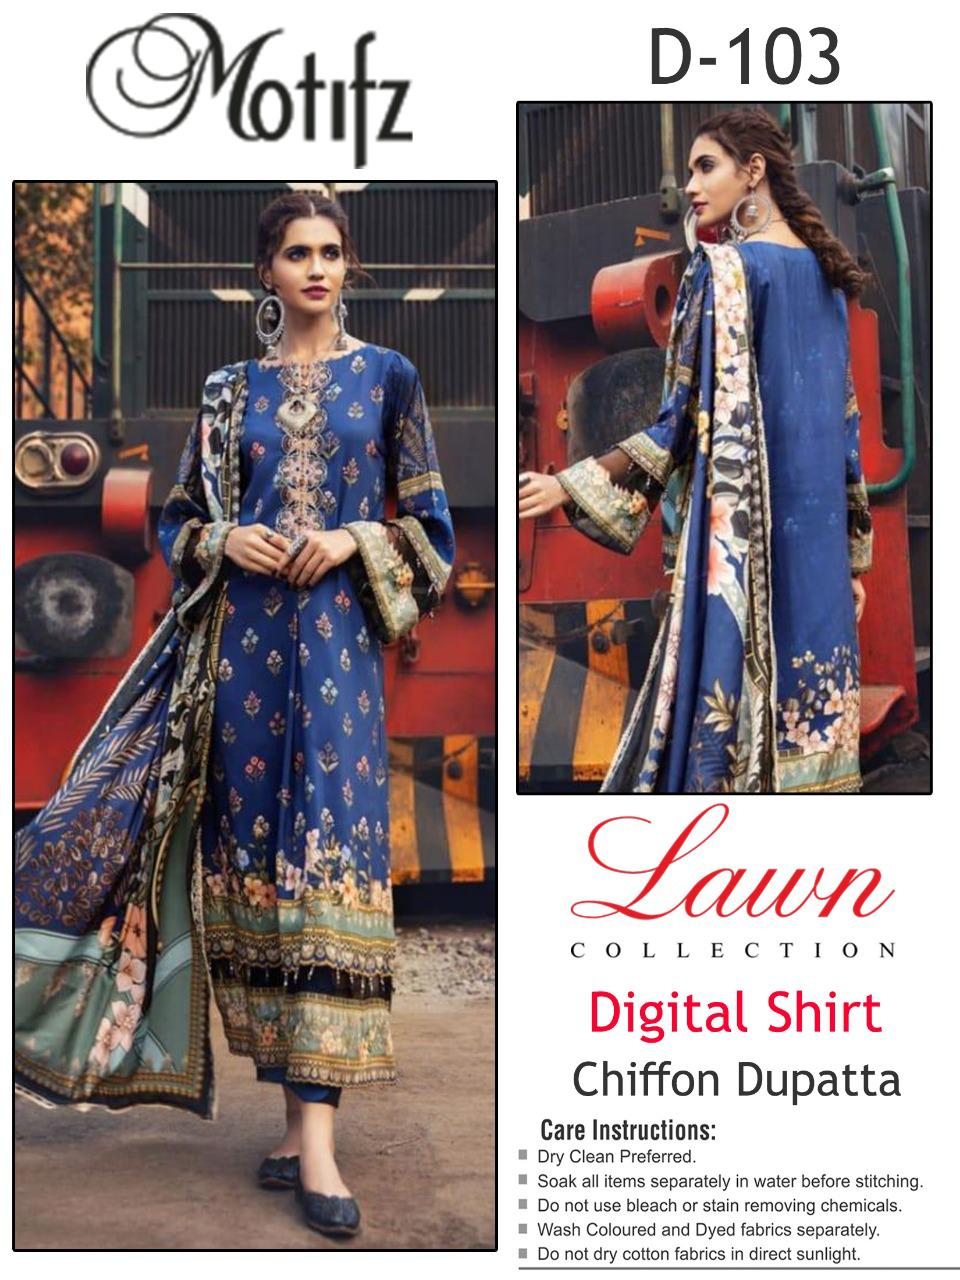 Motifz
D-103
Lawn
COLLECTION
Digital Shirt
Chiffon Dupatta
Care Instructions:
Dry Clean Preferred.
Soak all items separately in water before stitching.
Do not use bleach or stain removing chemicals.
Wash Coloured and Dyed fabrics separately.
Do not dry cotton fabrics in direct sunlight.